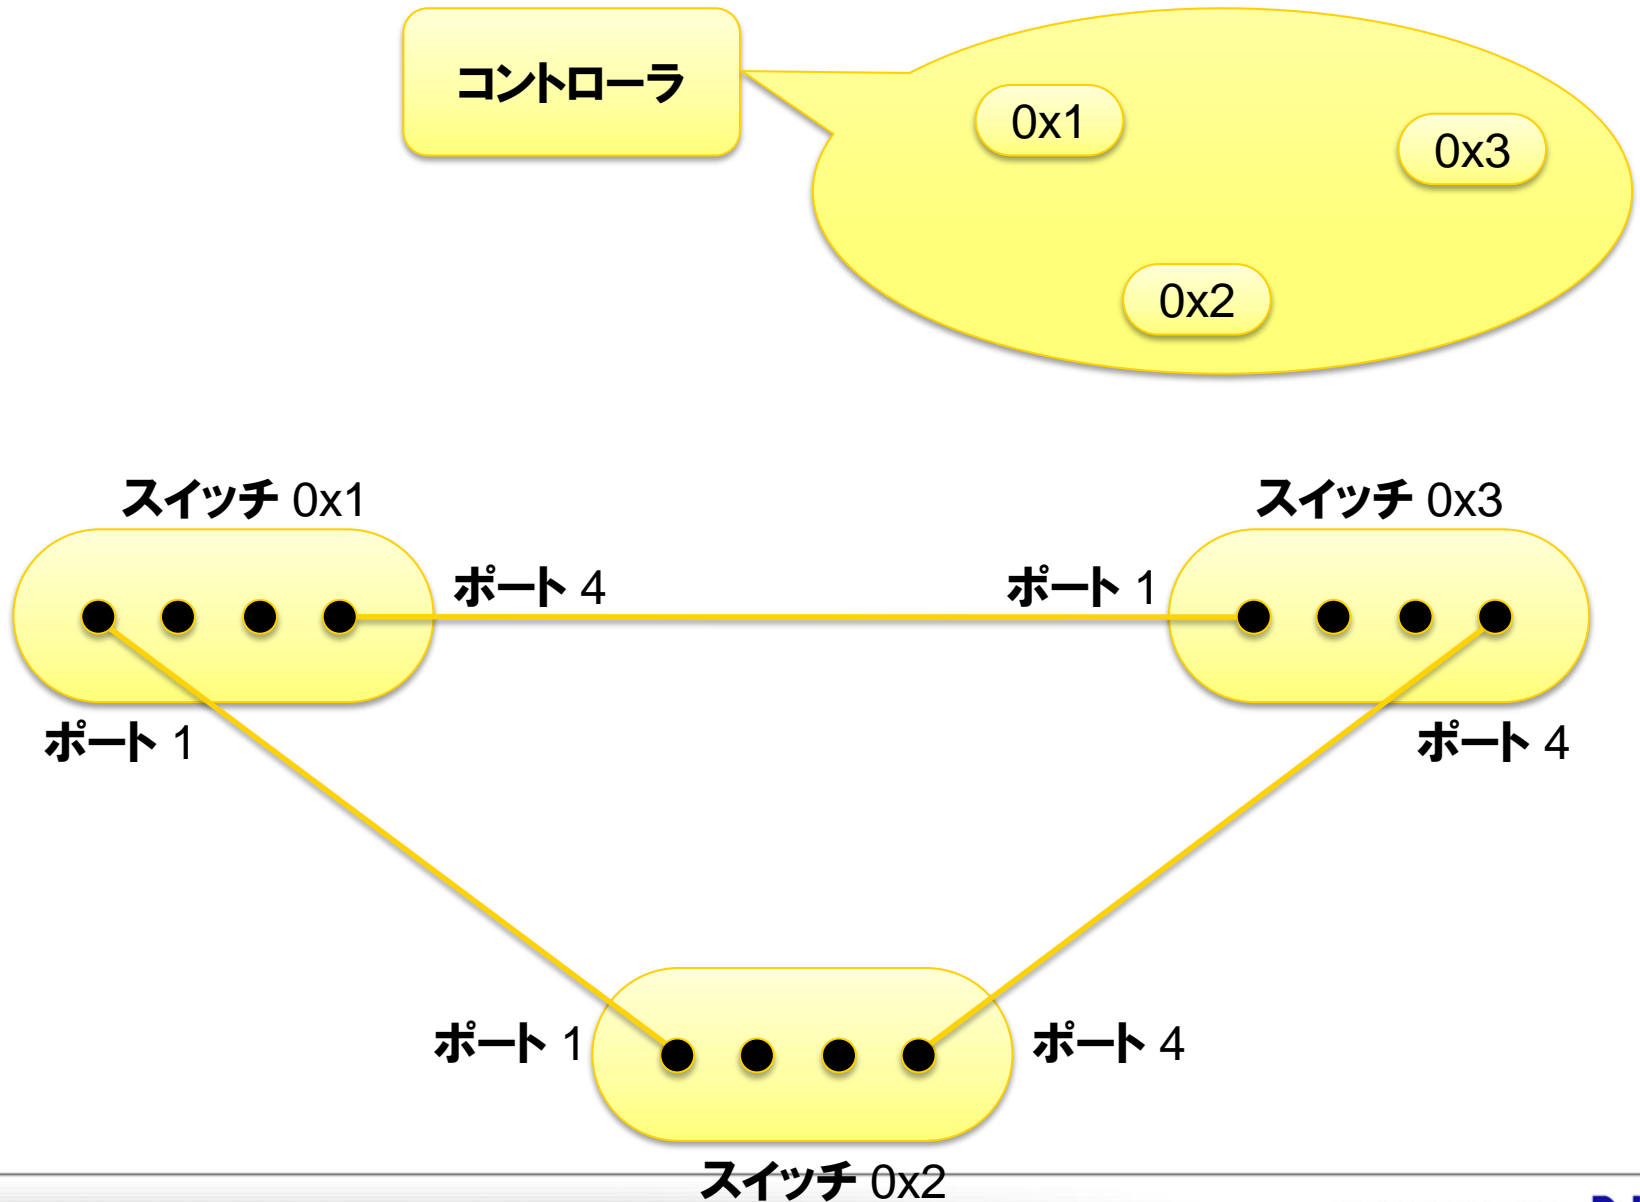 コントローラ
0x1
0x3
0x2
スイッチ 0x1
スイッチ 0x3
ポート 4
ポート 1
ポート 1
ポート 4
ポート 1
ポート 4
スイッチ 0x2